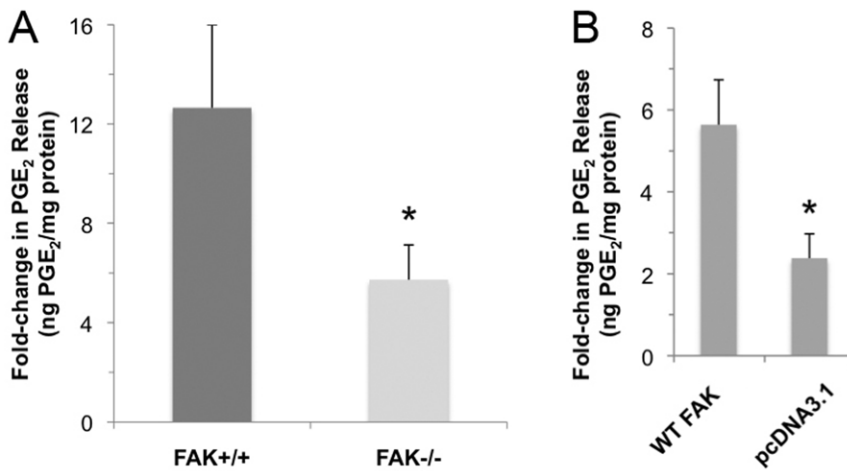 A
Fold-change in PGE₂ Release
(ng PGE₂/mg protein)
16
12
8
4
0
*
FAK+/+
FAK-/-
B
Fold-change in PGE₂ Release
(ng PGE₂/mg protein)
8
6
4
2
0
*
WT FAK
pcDNA3.1